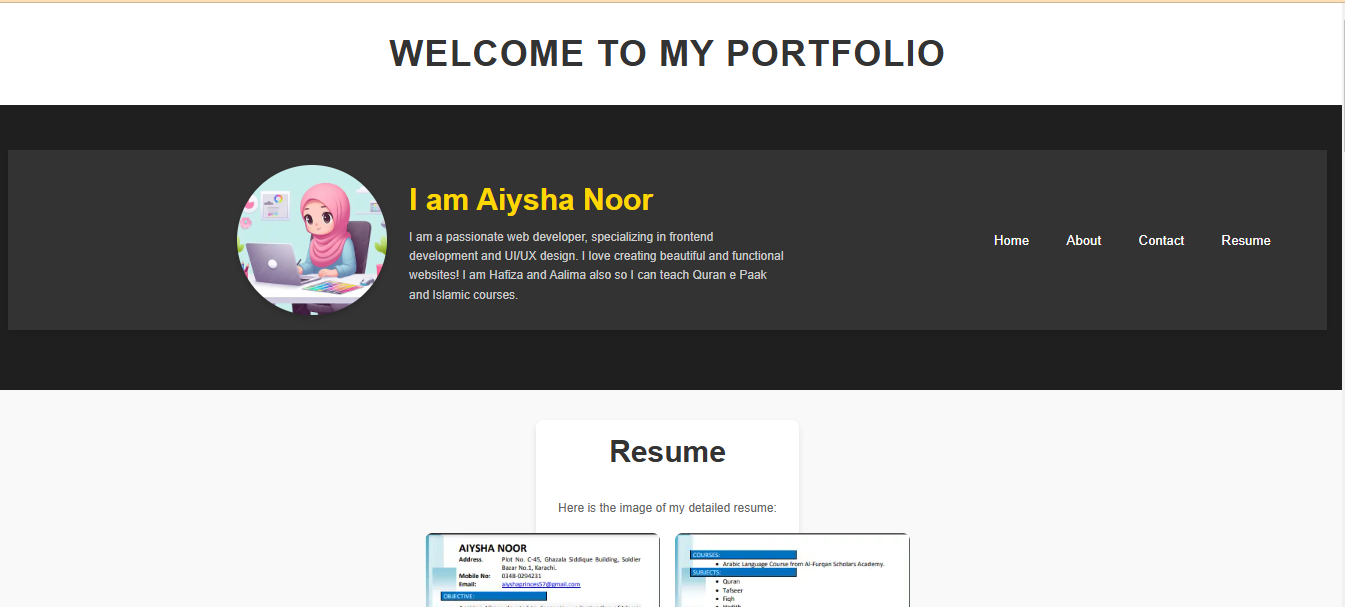 WELCOME TO MY PORTFOLIO
I am Aiysha Noor
I am a passionate web developer, specializing in frontend
development and UI/UX design. I love creating beautiful and functional
websites! I am Hafiza and Aalima also so I can teach Quran e Paak
and Islamic courses.
Home About Contact Resume
Resume
Here is the image of my detailed resume:
AIYSHA NOOR
Address. Plot No. C-45, Ghazala Siddique Building, Soldier
Bazar No.1, Karachi.
Mobile No: 0348-0294231
Email: aiyshaprinces57@gmail.com
OBJECTIVE:
COURSES:
• Arabic Language Course from Al-Furqan Scholars Academy.
SUBJECTS:
• Quran
• Tafseer
• Fiqh